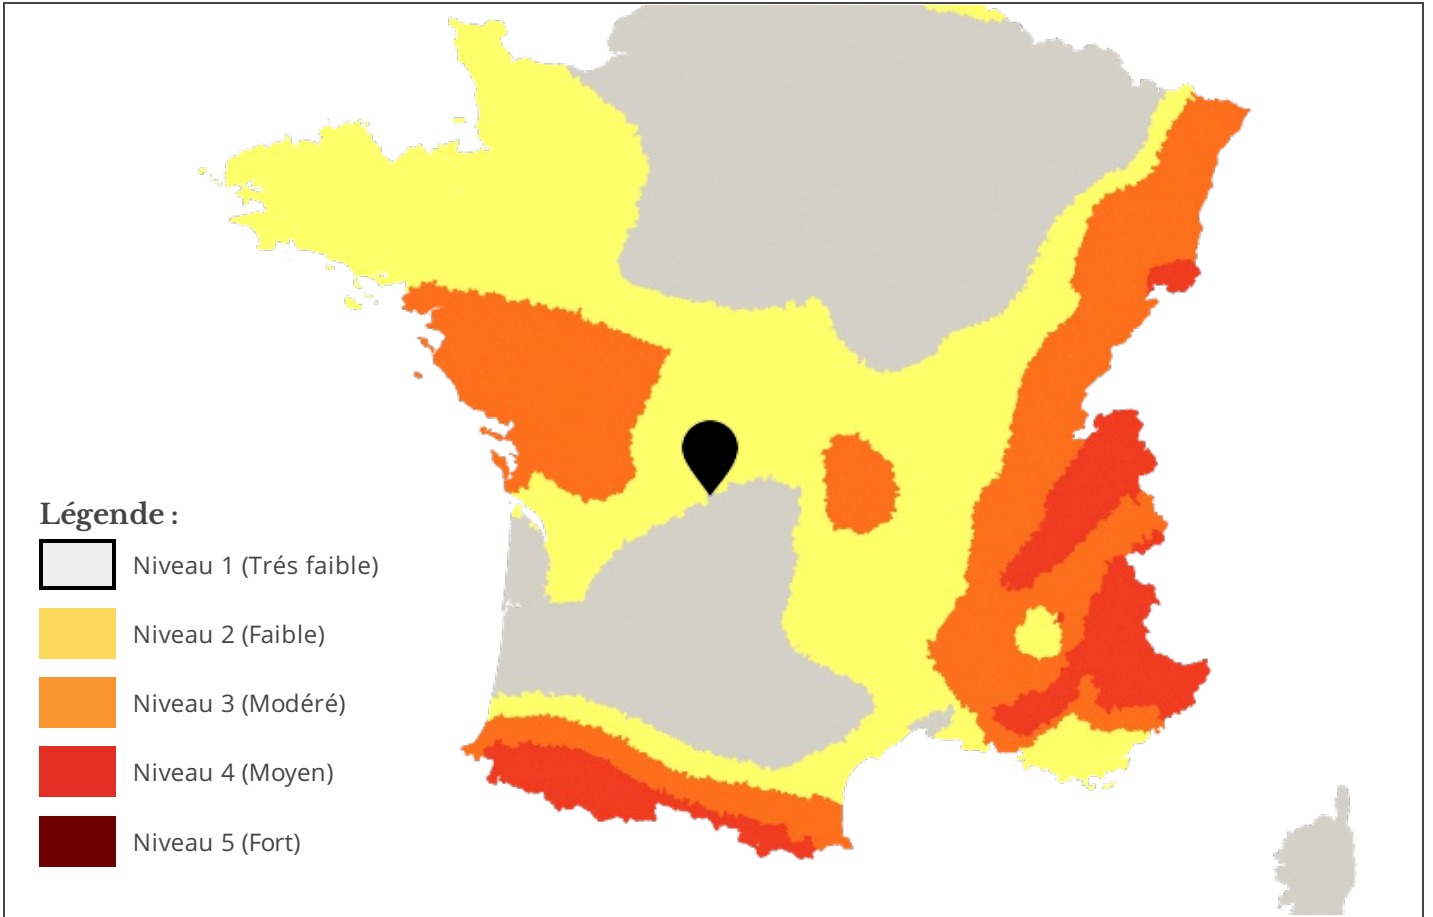 Légende :
Niveau 1 (Trés faible)
Niveau 2 (Faible)
Niveau 3 (Modéré)
Niveau 4 (Moyen)
Niveau 5 (Fort)